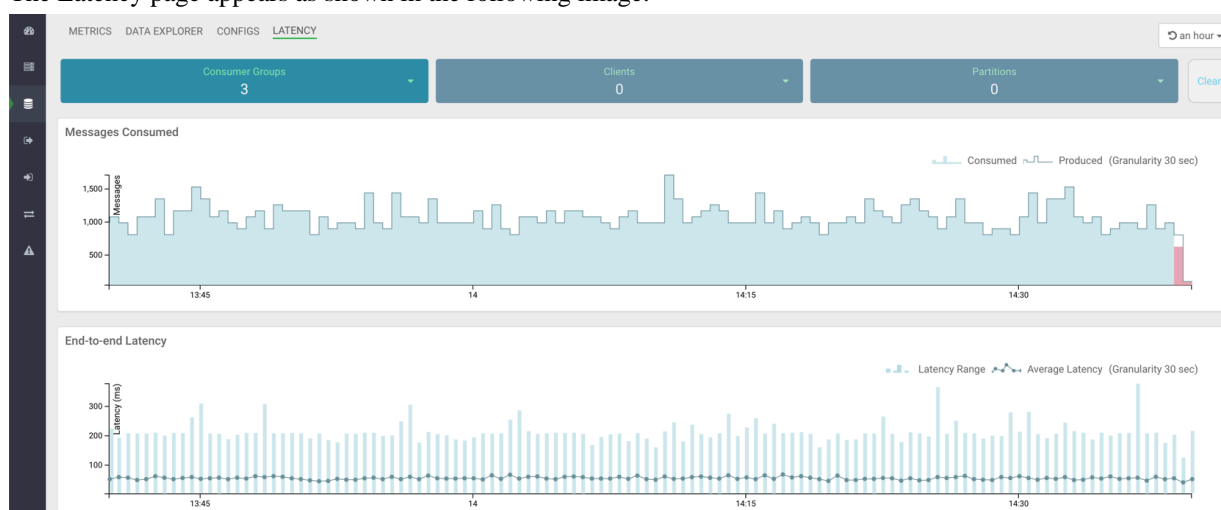 The Latency page appears as shown in the following image.
METRICS DATA EXPLORER CONFIGS LATENCY
an hour
Consumer Groups
3
Clients
0
Partitions
0
Clear
Messages Consumed
Consumed Produced (Granularity 30 sec)
Messages
1,500
1,000
500
13:45 14 14:15 14:30
End-to-end Latency
Latency Range Average Latency (Granularity 30 sec)
Latency (ms)
300
200
100
13:45 14 14:15 14:30